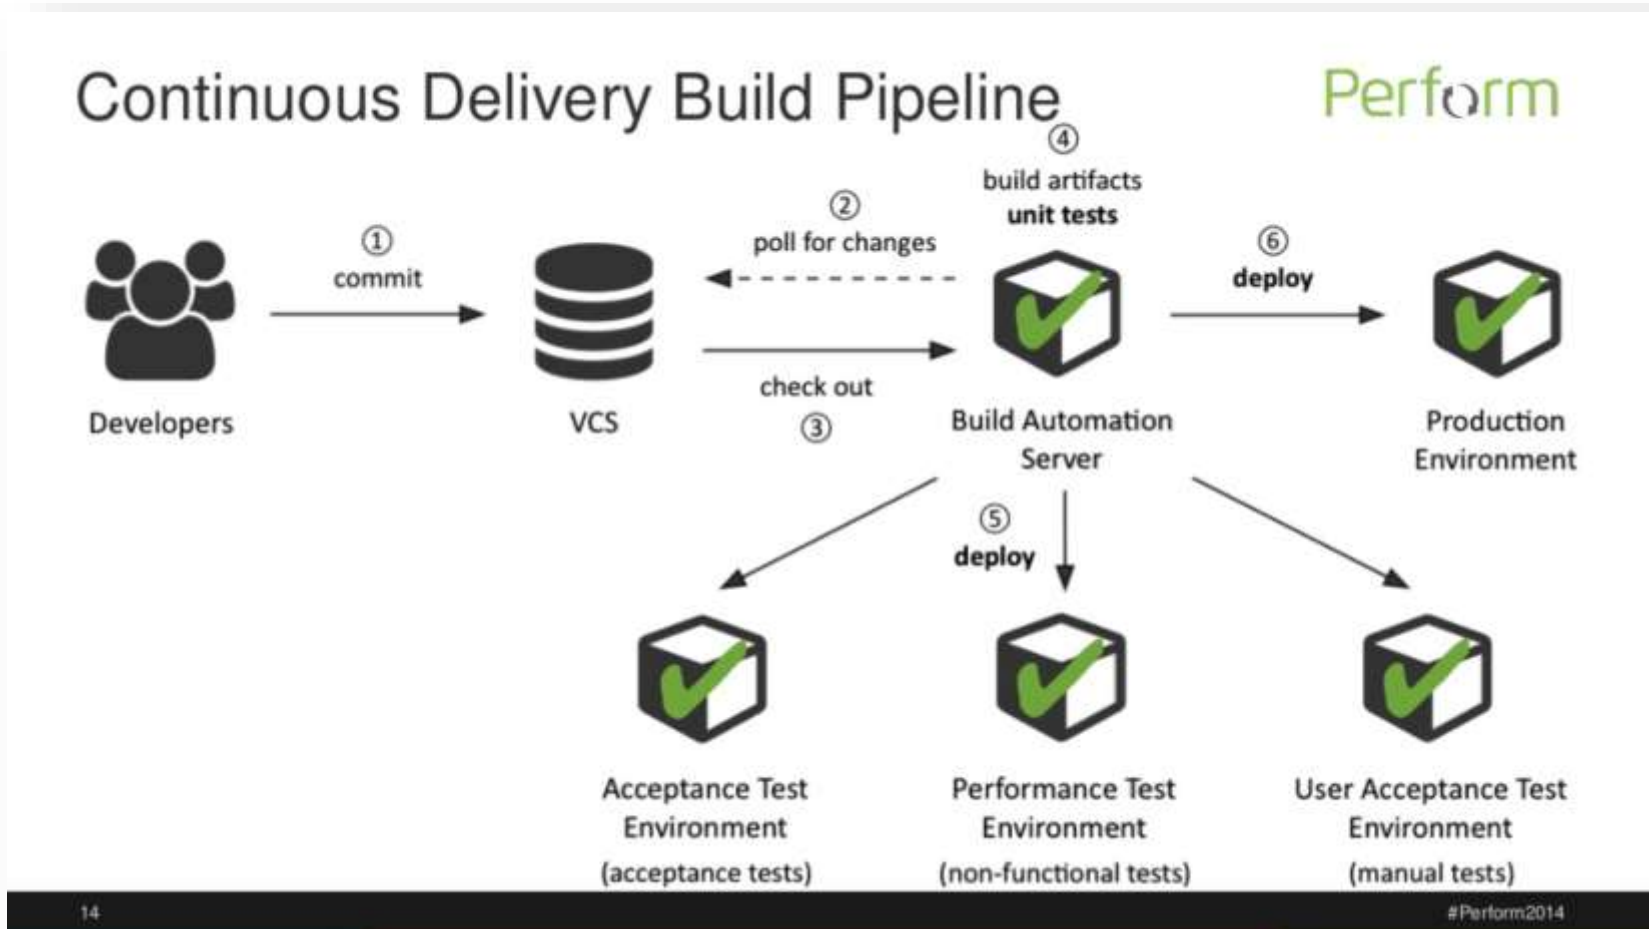 Continuous Delivery Build Pipeline
Perform
④
build artifacts
unit tests
②
poll for changes
①
commit
⑥
deploy
check out
③
Developers
VCS
Build Automation
Server
Production
Environment
⑤
deploy
Acceptance Test
Environment
(acceptance tests)
Performance Test
Environment
(non-functional tests)
User Acceptance Test
Environment
(manual tests)
14
#Perform2014